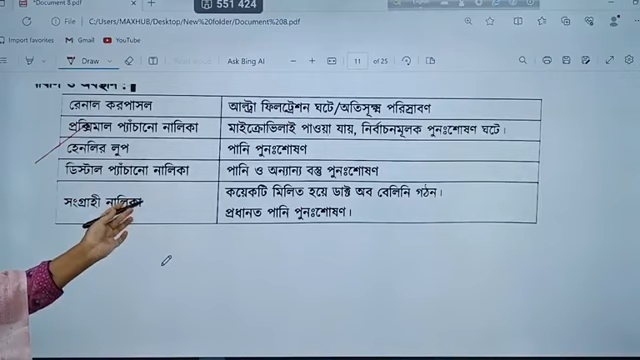 *Document 8.pdf
551 424
File | C:/Users/MAXHUB/Desktop/New%20folder/Document%208.pdf
Import favorites Gmail YouTube Removebg
Draw Ask Bing AI 11 of 25
ও অবস্থান :
রেনাল করপাসল আল্ট্রা ফিলট্রেশন ঘটে/অতিসূক্ষ্ম পরিস্রাবণ
প্রক্সিমাল প্যাঁচানো নালিকা মাইক্রোভিলাই পাওয়া যায়, নির্বাচনমূলক পুনঃশোষণ ঘটে।
হেনলির লুপ পানি পুনঃশোষণ
ডিস্টাল প্যাঁচানো নালিকা পানি ও অন্যান্য বস্তু পুনঃশোষণ
সংগ্রাহী নালিকা কয়েকটি মিলিত হয়ে ডাক্ট অব বেলিনি গঠন।
প্রধানত পানি পুনঃশোষণ।